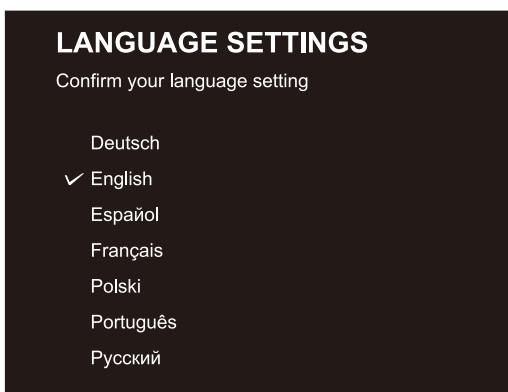 LANGUAGE SETTINGS
Confirm your language setting
Deutsch
✓ English
Espaйol
Français
Polski
Português
Русский